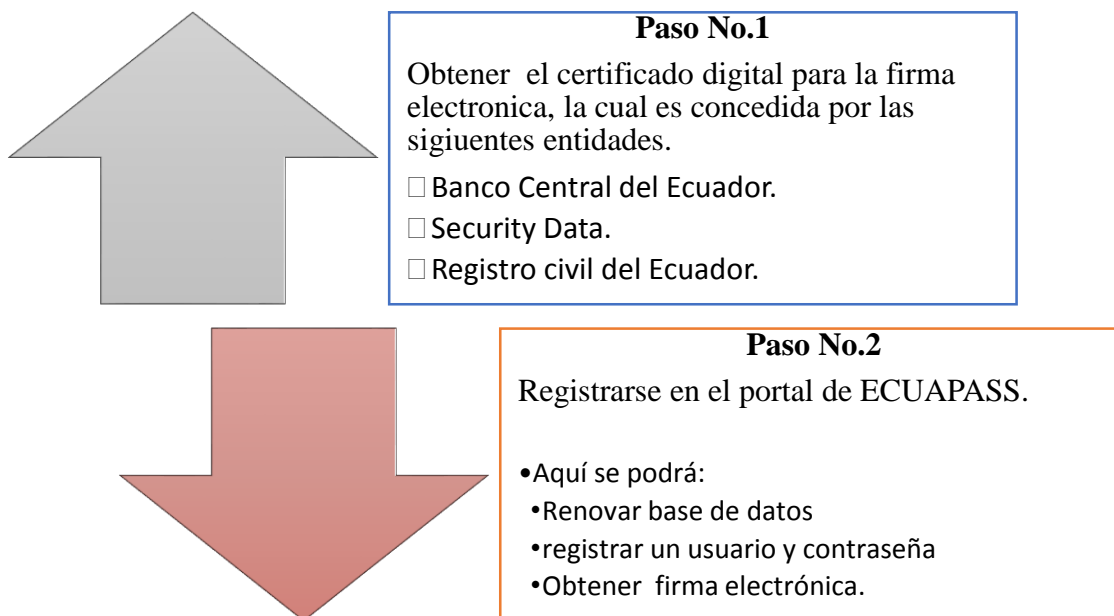 Paso No.1
Obtener el certificado digital para la firma
electronica, la cual es concedida por las
sigiuentes entidades.
□ Banco Central del Ecuador.
□ Security Data.
□ Registro civil del Ecuador.
Paso No.2
Registrarse en el portal de ECUAPASS.
•Aquí se podrá:
•Renovar base de datos
•registrar un usuario y contraseña
•Obtener firma electrónica.